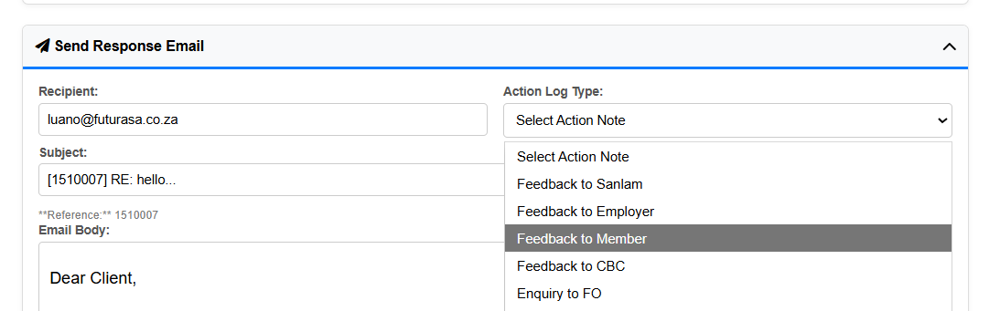 Send Response Email
Recipient:
luano@futurasa.co.za
Action Log Type:
Select Action Note
Subject:
[1510007] RE: hello...
**Reference:** 1510007
Email Body:
Dear Client,
Select Action Note
Feedback to Sanlam
Feedback to Employer
Feedback to Member
Feedback to CBC
Enquiry to FO